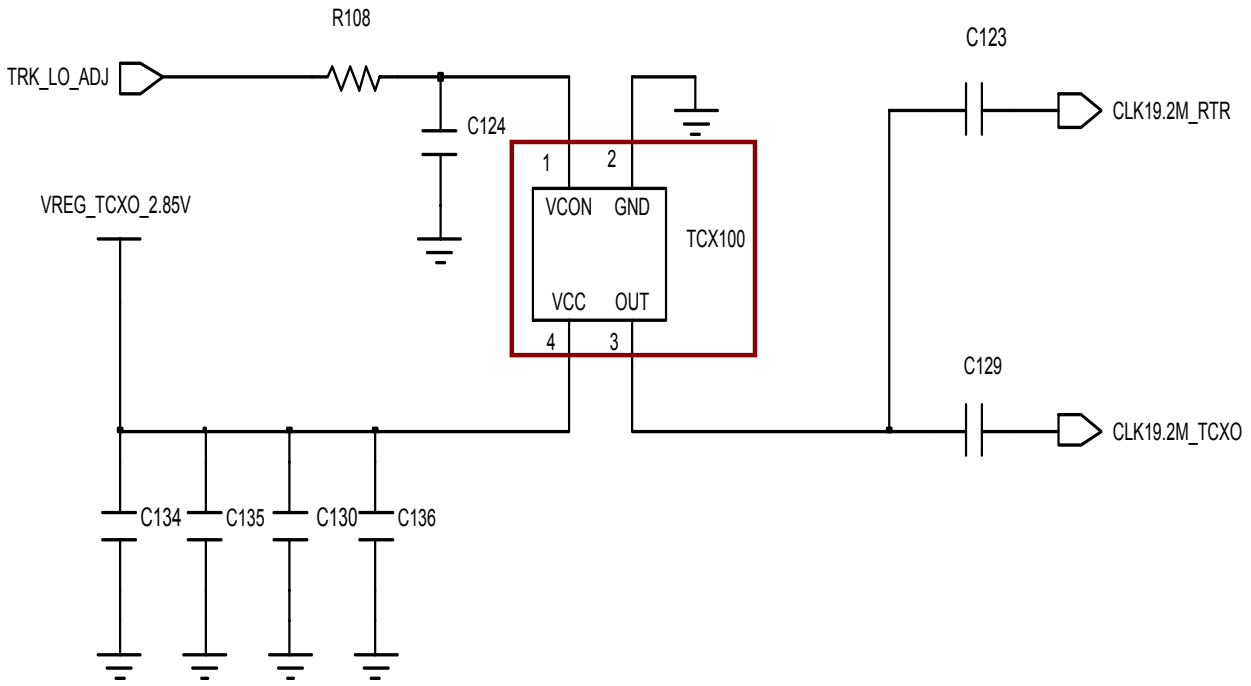 R108
C123
TRK_LO_ADJ
CLK19.2M_RTR
C124
1
2
VREG_TCXO_2.85V
VCON
GND
TCX100
VCC
OUT
4
3
C129
CLK19.2M_TCXO
C134
C135
C130
C136